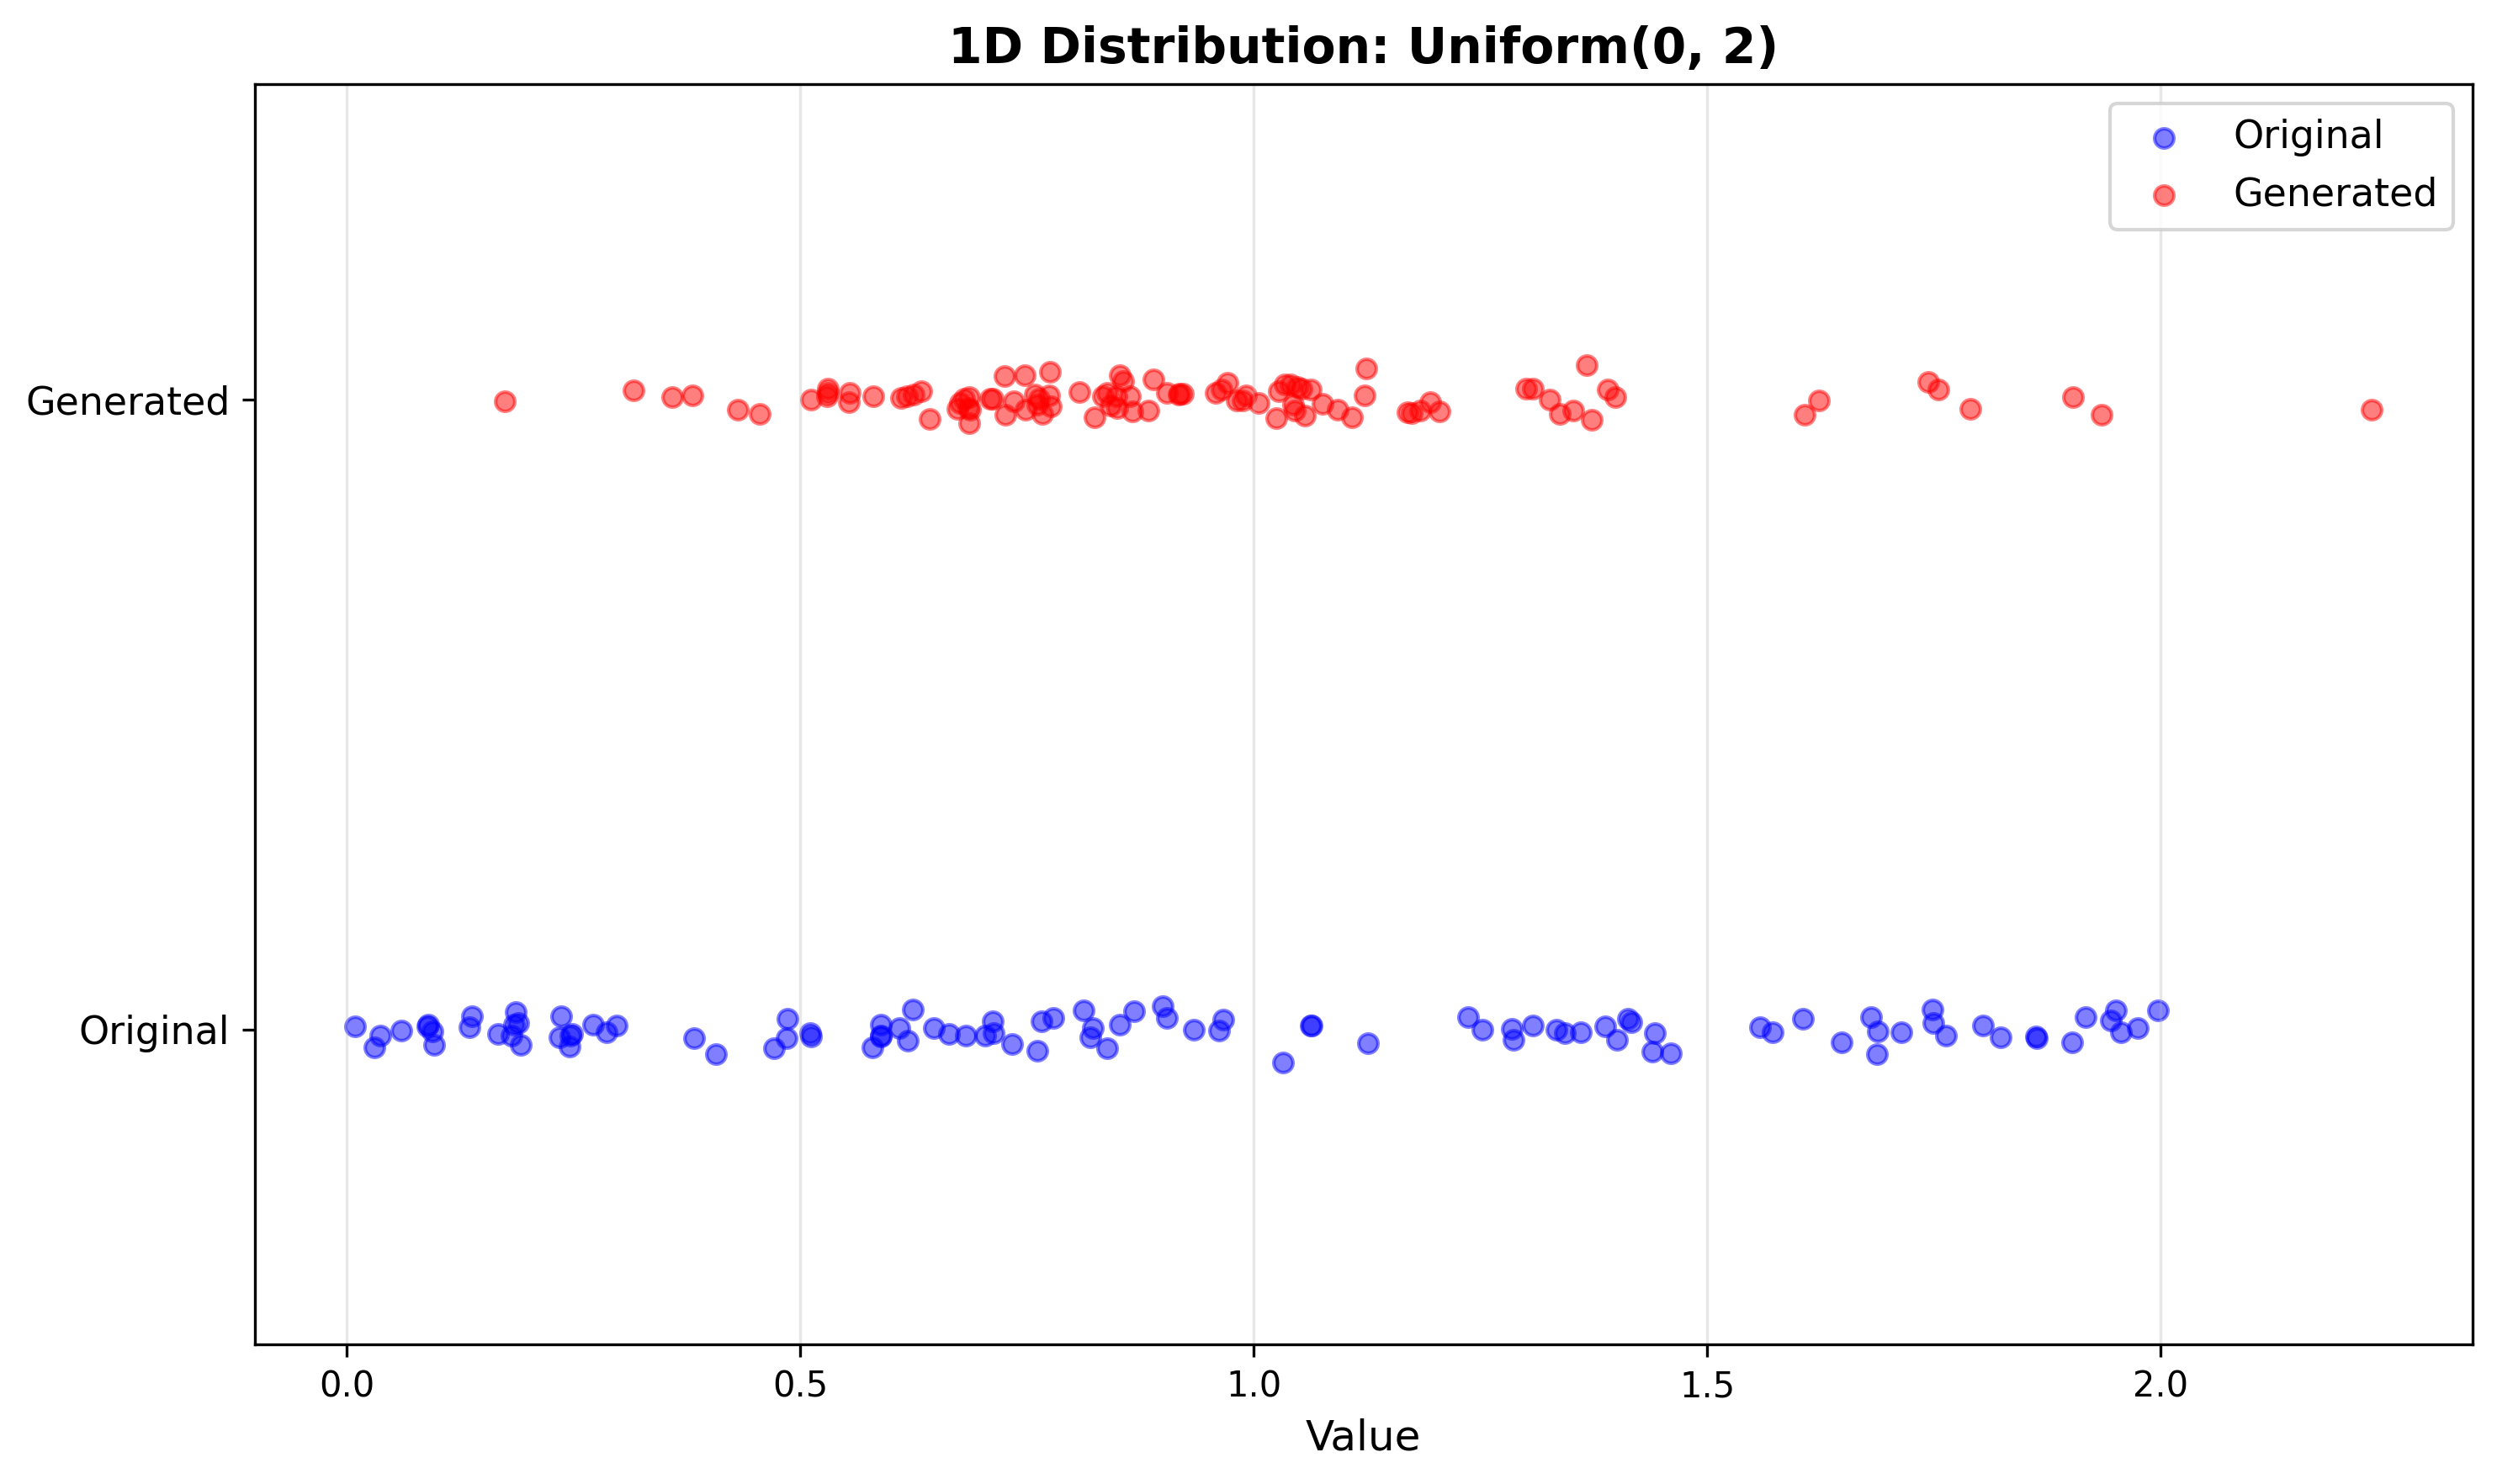 1D Distribution: Uniform(0, 2)
Original
Generated
Generated
Original
0.0 0.5 1.0 1.5 2.0
Value